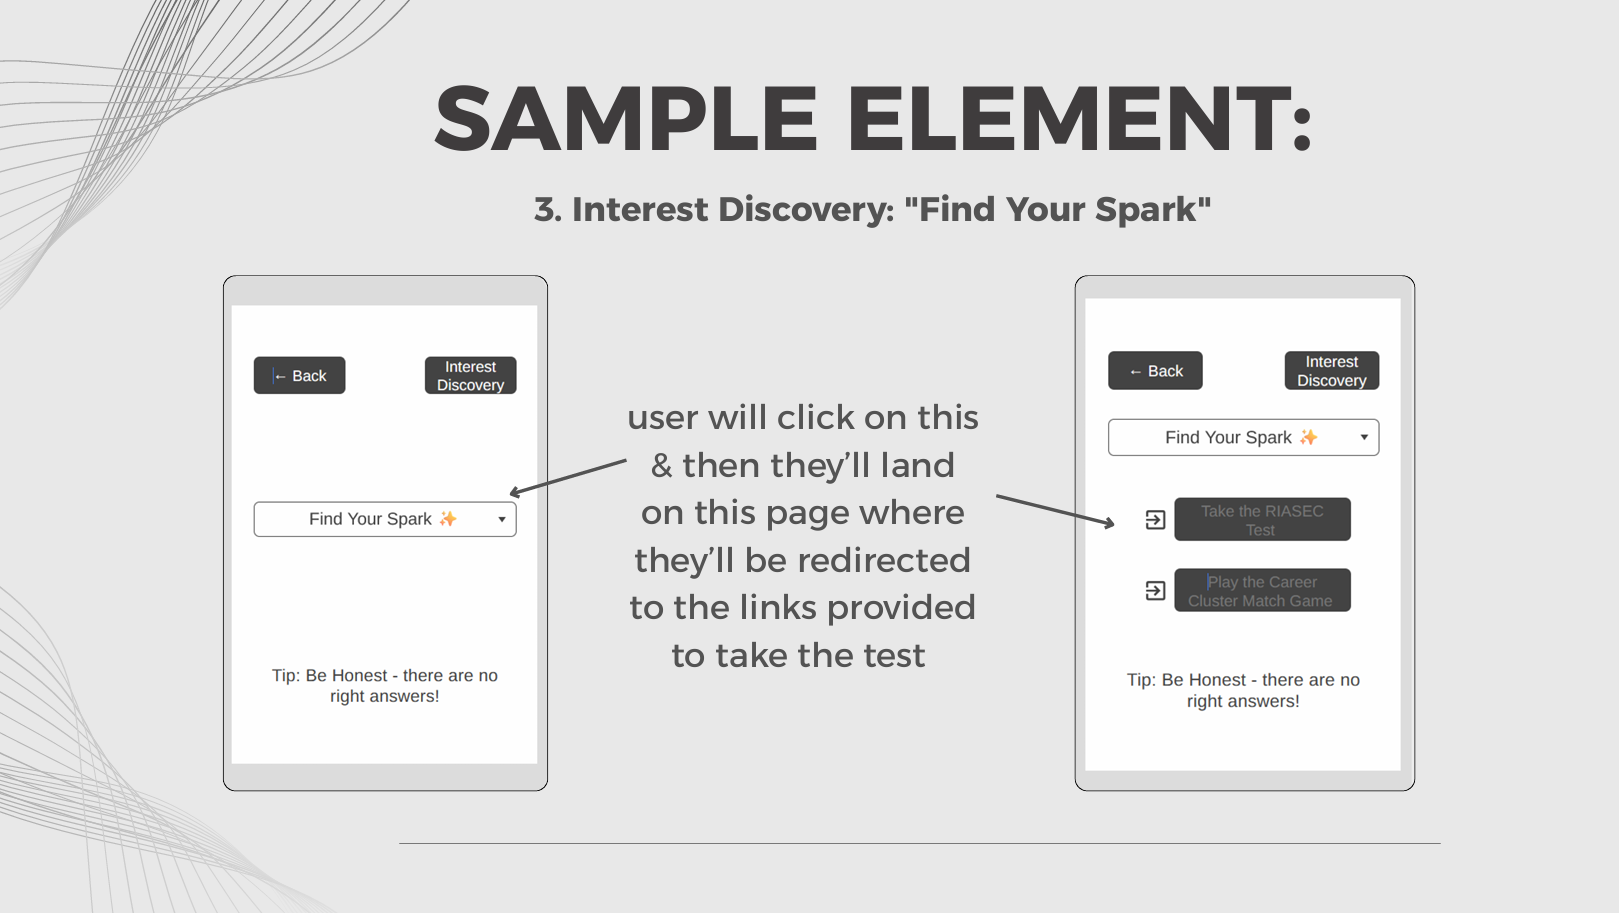 SAMPLE ELEMENT:
3. Interest Discovery: "Find Your Spark"
← Back
Interest
Discovery
Find Your Spark ✨
Tip: Be Honest - there are no
right answers!
user will click on this
& then they’ll land
on this page where
they’ll be redirected
to the links provided
to take the test
← Back
Interest
Discovery
Find Your Spark ✨
Take the RIASEC
Test
Play the Career
Cluster Match Game
Tip: Be Honest - there are no
right answers!